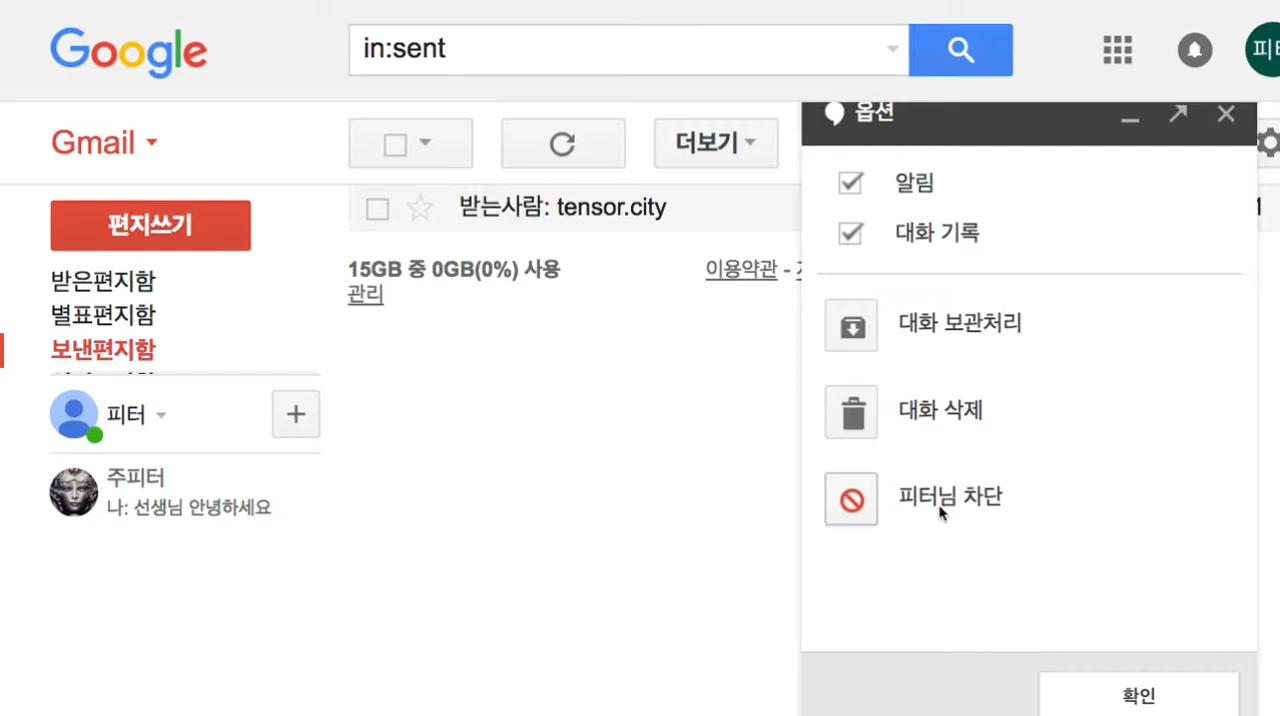 Google
in:sent
피터
Gmail
더보기
옵션
편지쓰기
받는사람: tensor.city
1
받은편지함
별표편지함
보낸편지함
15GB 중 0GB(0%) 사용
관리
이용약관 -
알림
대화 기록
대화 보관처리
대화 삭제
피터님 차단
피터
주피터
나: 선생님 안녕하세요
확인